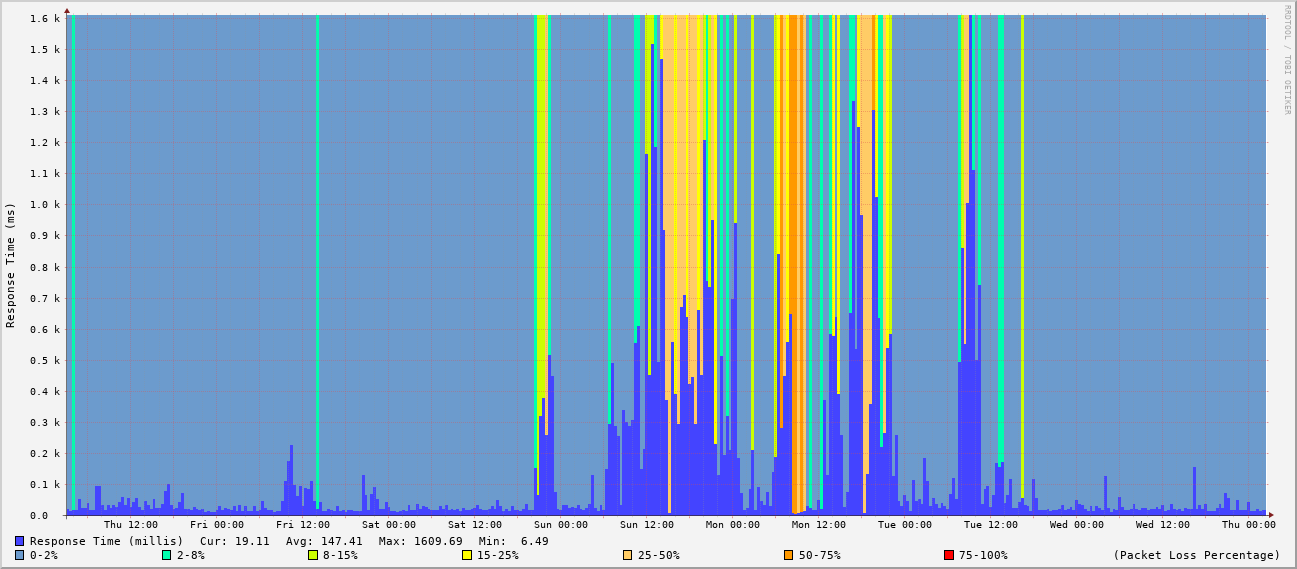 RRDTOOL / TOBI OETIKER
Response Time (ms)
1.6 k
1.5 k
1.4 k
1.3 k
1.2 k
1.1 k
1.0 k
0.9 k
0.8 k
0.7 k
0.6 k
0.5 k
0.4 k
0.3 k
0.2 k
0.1 k
0.0
Thu 12:00 Fri 00:00 Fri 12:00 Sat 00:00 Sat 12:00 Sun 00:00 Sun 12:00 Mon 00:00 Mon 12:00 Tue 00:00 Tue 12:00 Wed 00:00 Wed 12:00 Thu 00:00
Response Time (millis) Cur: 19.11 Avg: 147.41 Max: 1609.69 Min: 6.49
0-2% 2-8% 8-15% 15-25% 25-50% 50-75% 75-100% (Packet Loss Percentage)